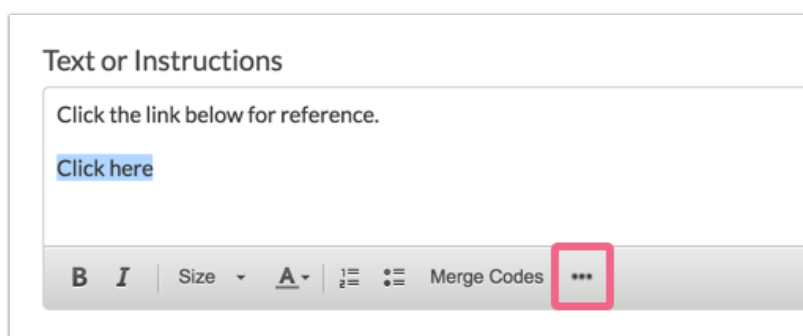 Text or Instructions
Click the link below for reference.
Click here
B I Size A Merge Codes •••